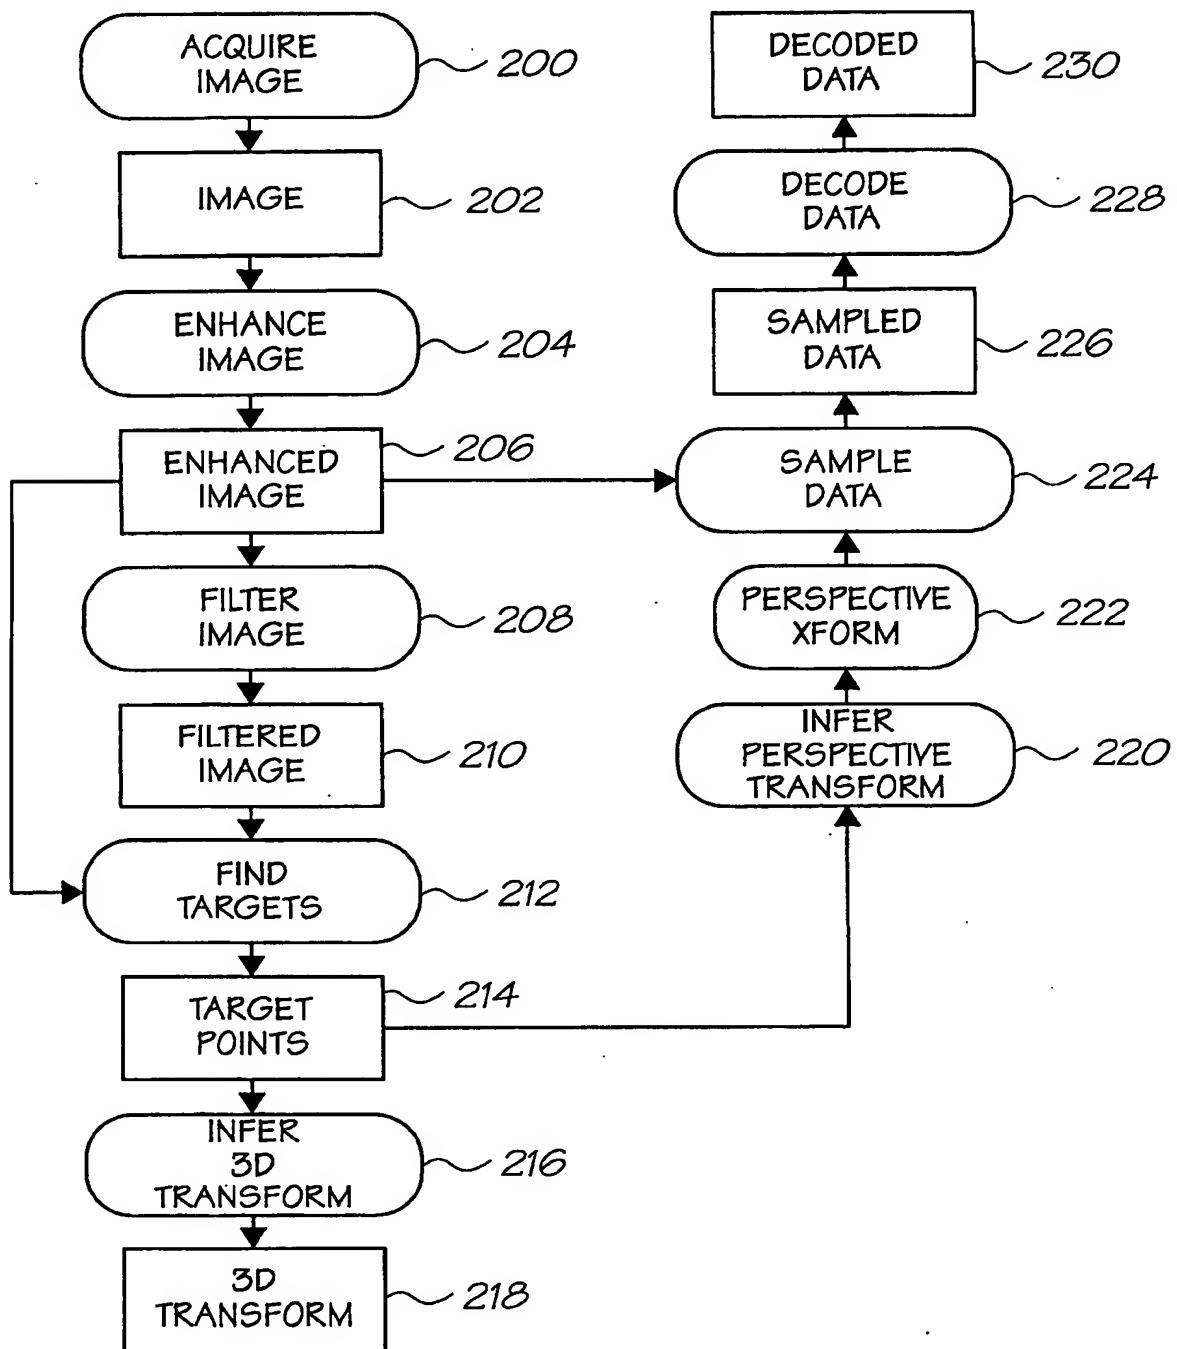 ACQUIRE
IMAGE
200
IMAGE
202
ENHANCE
IMAGE
204
ENHANCED
IMAGE
206
FILTER
IMAGE
208
FILTERED
IMAGE
210
FIND
TARGETS
212
TARGET
POINTS
214
INFER
3D
TRANSFORM
216
3D
TRANSFORM
218
DECODED
DATA
230
DECODE
DATA
228
SAMPLED
DATA
226
SAMPLE
DATA
224
PERSPECTIVE
XFORM
222
INFER
PERSPECTIVE
TRANSFORM
220